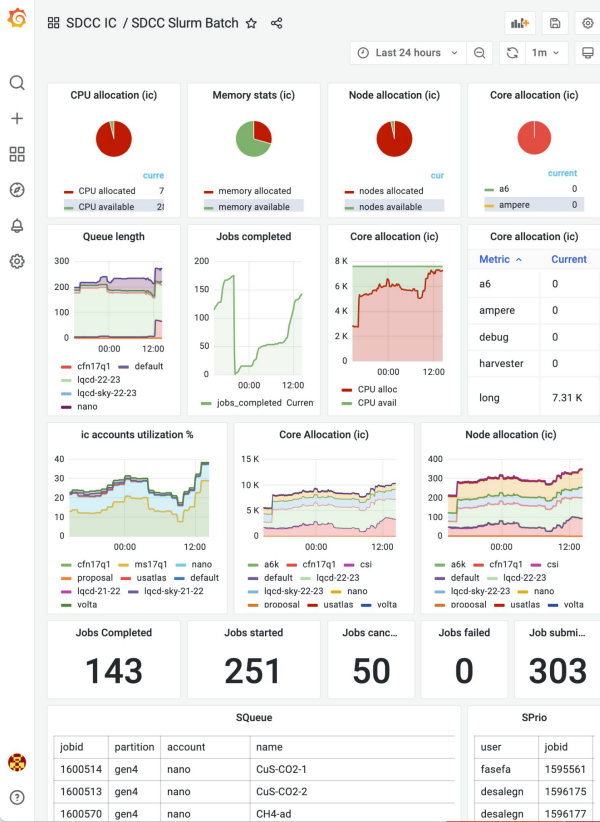 SDCC IC / SDCC Slurm Batch
Last 24 hours
1m
CPU allocation (ic)
curre
CPU allocated 7
CPU available
Memory stats (ic)
memory allocated
memory available
Node allocation (ic)
cur
nodes allocated
nodes available
Core allocation (ic)
current
a6 0
ampere 0
Queue length
300
200
100
0
00:00 12:00
cfn17q1 default
lqcd-22-23
lqcd-sky-22-23
nano
Jobs completed
200
150
100
50
0
00:00 12:00
jobs_completed Curren
Core allocation (ic)
8 K
6 K
4 K
2 K
0
00:00 12:00
CPU alloc
CPU avail
Core allocation (ic)
Metric Current
a6 0
ampere 0
debug 0
harvester 0
long 7.31 K
ic accounts utilization %
40
30
20
10
0
00:00 12:00
cfn17q1 ms17q1 nano
proposal usatlas default
lqcd-21-22 lqcd-sky-21-22
volta
Core Allocation (ic)
15 K
10 K
5 K
0
00:00 12:00
a6k cfn17q1 csi
default lqcd-22-23
lqcd-sky-22-23 nano
proposal usatlas volta
Node allocation (ic)
400
300
200
100
0
00:00 12:00
a6k cfn17q1 csi
default lqcd-22-23
lqcd-sky-22-23 nano
proposal usatlas volta
Jobs Completed
143
Jobs started
251
Jobs canc...
50
Jobs failed
0
Job submi...
303
SQueue
jobid partition account name
1600514 gen4 nano CuS-CO2-1
1600513 gen4 nano CuS-CO2-2
1600570 gen4 nano CH4-ad
SPrio
user jobid
fasefa 1595561
desalegn 1596175
desalegn 1596177